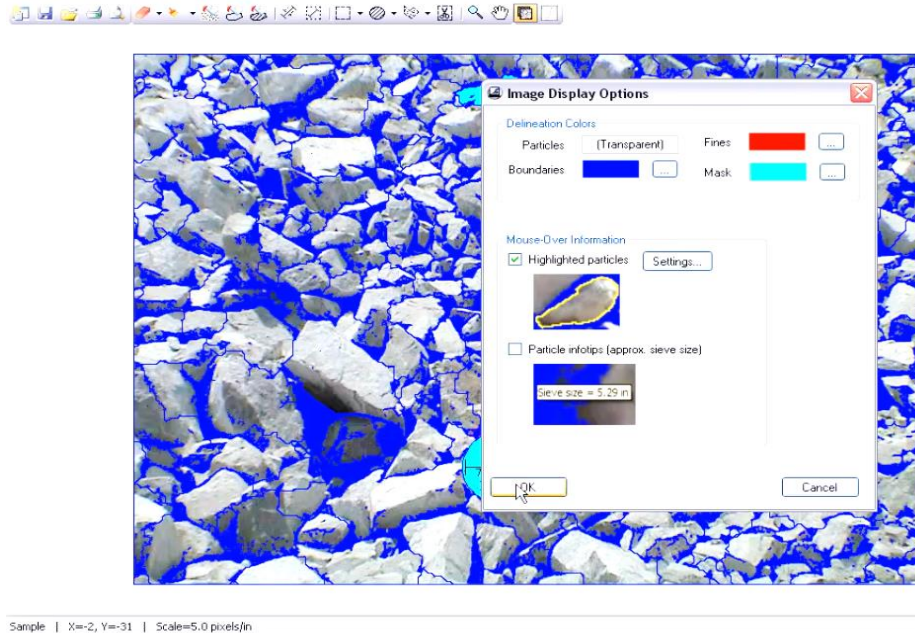 Image Display Options
Delineation Colors
Particles (Transparent) Fines ...
Boundaries ... Mask ...
Mouse-Over Information
Highlighted particles Settings...
Particle infotips (approx. sieve size)
Sieve size = 5.29 in
OK Cancel
Sample | X=-2, Y=-31 | Scale=5.0 pixels/in